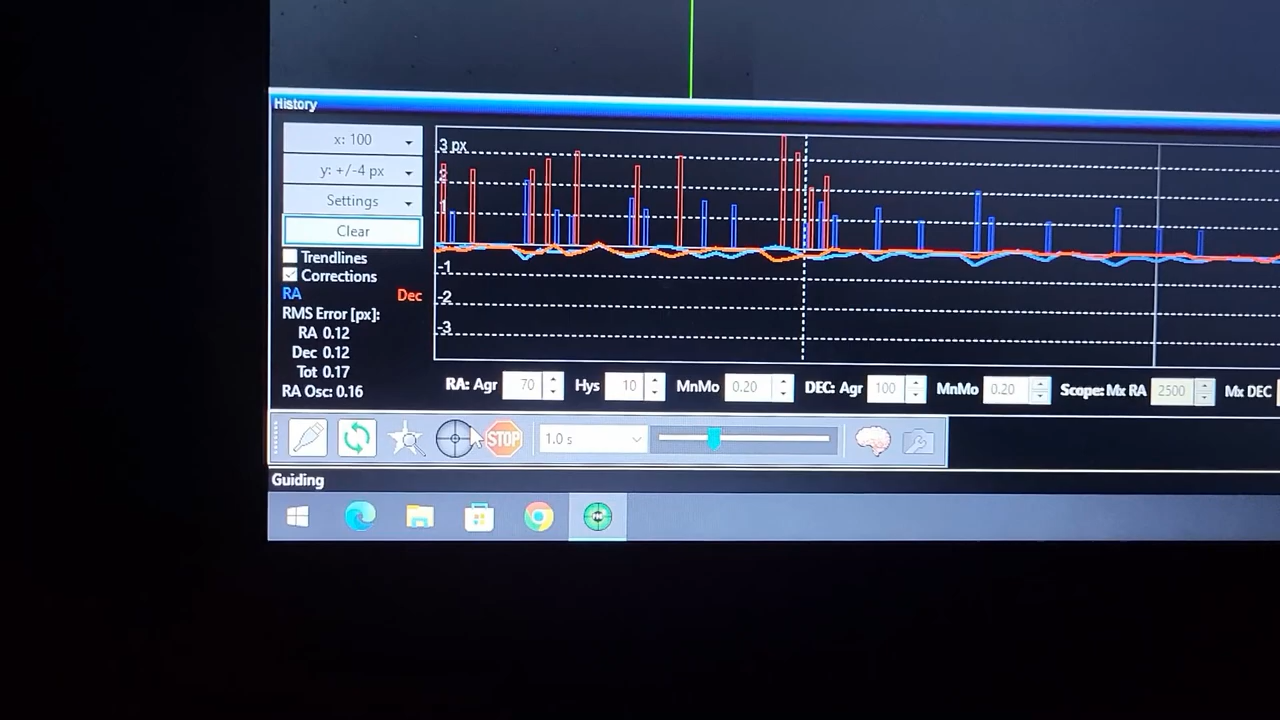 History
x: 100
y: +/-4 px
Settings
Clear
Trendlines
Corrections
RA Dec
RMS Error [px]:
RA 0.12
Dec 0.12
Tot 0.17
RA Osc: 0.16
3 px
2
1
-1
-2
-3
RA: Agr 70 Hys 10 MnMo 0.20 DEC: Agr 100 MnMo 0.20 Scope: Mx RA 2500 Mx DEC
STOP 1.0 s
Guiding